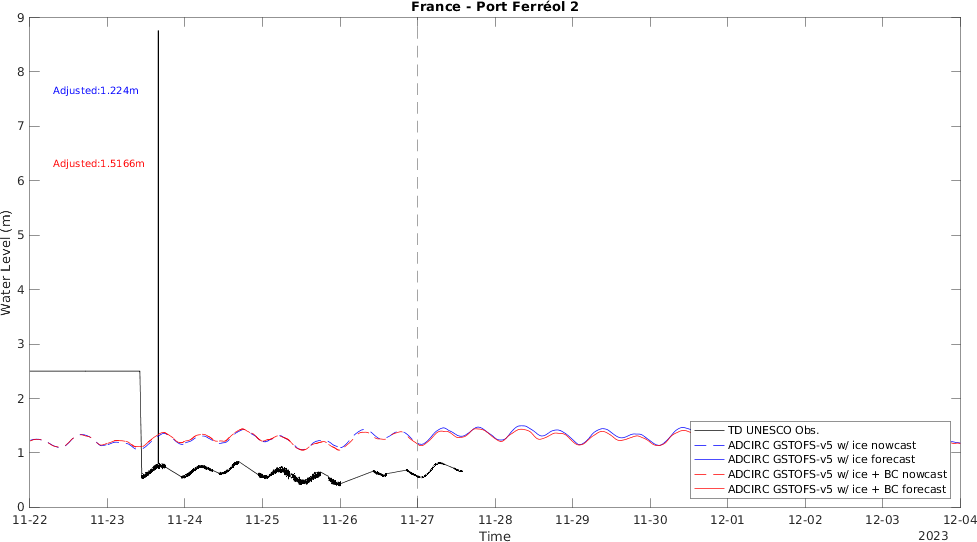 France - Port Ferréol 2
9
8
7
6
5
4
3
2
1
0
Water Level (m)
Adjusted:1.224m
Adjusted:1.5166m
TD UNESCO Obs.
ADCIRC GSTOFS-v5 w/ ice nowcast
ADCIRC GSTOFS-v5 w/ ice forecast
ADCIRC GSTOFS-v5 w/ ice + BC nowcast
ADCIRC GSTOFS-v5 w/ ice + BC forecast
11-22 11-23 11-24 11-25 11-26 11-27 11-28 11-29 11-30 12-01 12-02 12-03 12-04
Time
2023